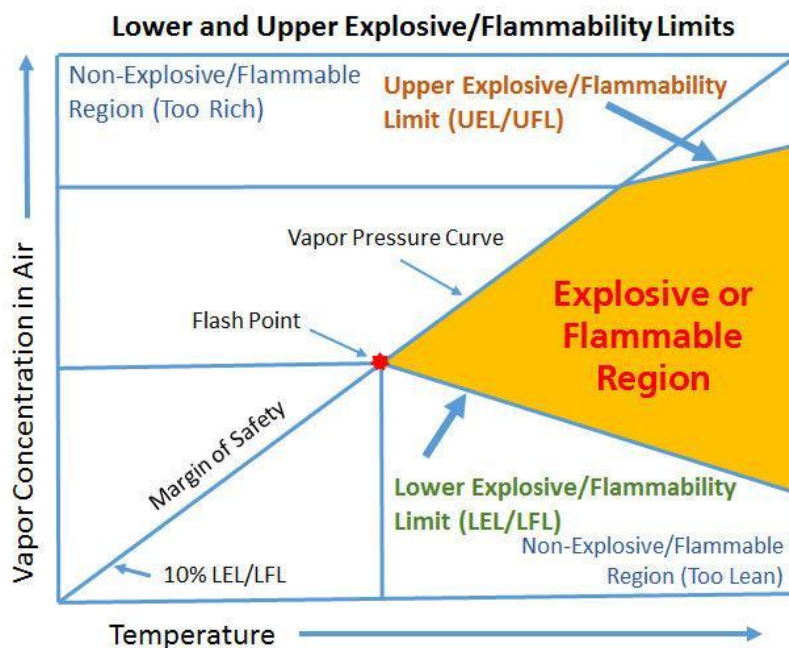 Lower and Upper Explosive/Flammability Limits
Non-Explosive/Flammable
Region (Too Rich)
Upper Explosive/Flammability
Limit (UEL/UFL)
Vapor Pressure Curve
Flash Point
Explosive or
Flammable
Region
Margin of Safety
Lower Explosive/Flammability
Limit (LEL/LFL)
10% LEL/LFL
Non-Explosive/Flammable
Region (Too Lean)
Vapor Concentration in Air
Temperature